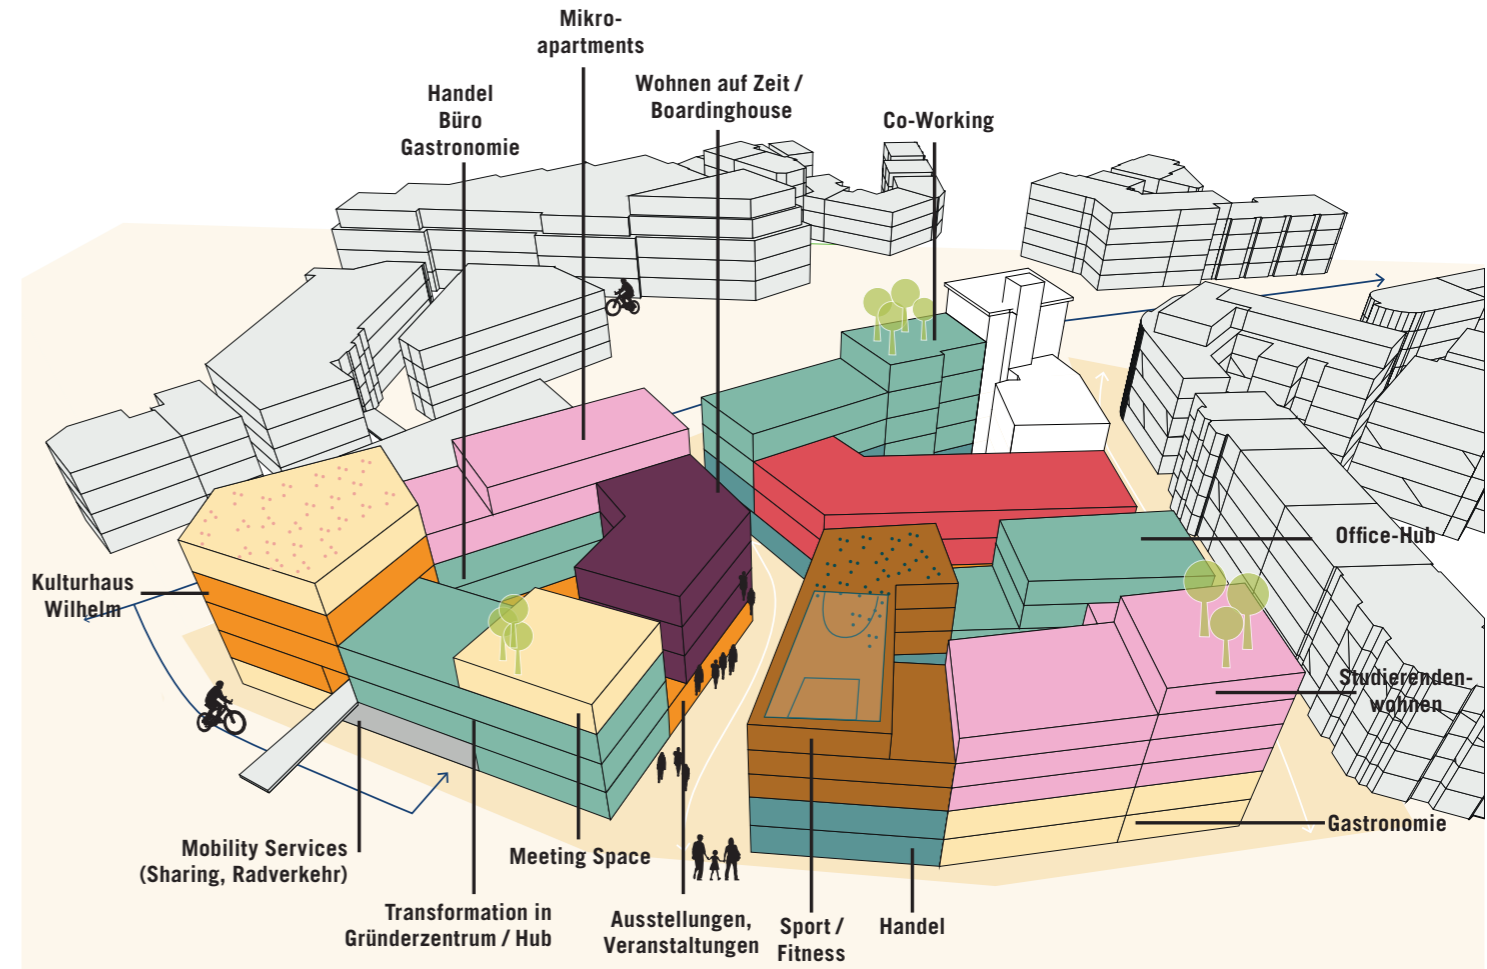 Mikro-
apartments
Wohnen auf Zeit /
Boardinghouse
Handel
Büro
Gastronomie
Co-Working
Office-Hub
Kulturhaus
Wilhelm
Studierenden-
wohnen
Gastronomie
Mobility Services
(Sharing, Radverkehr)
Meeting Space
Transformation in
Gründerzentrum / Hub
Ausstellungen,
Veranstaltungen
Sport /
Fitness
Handel